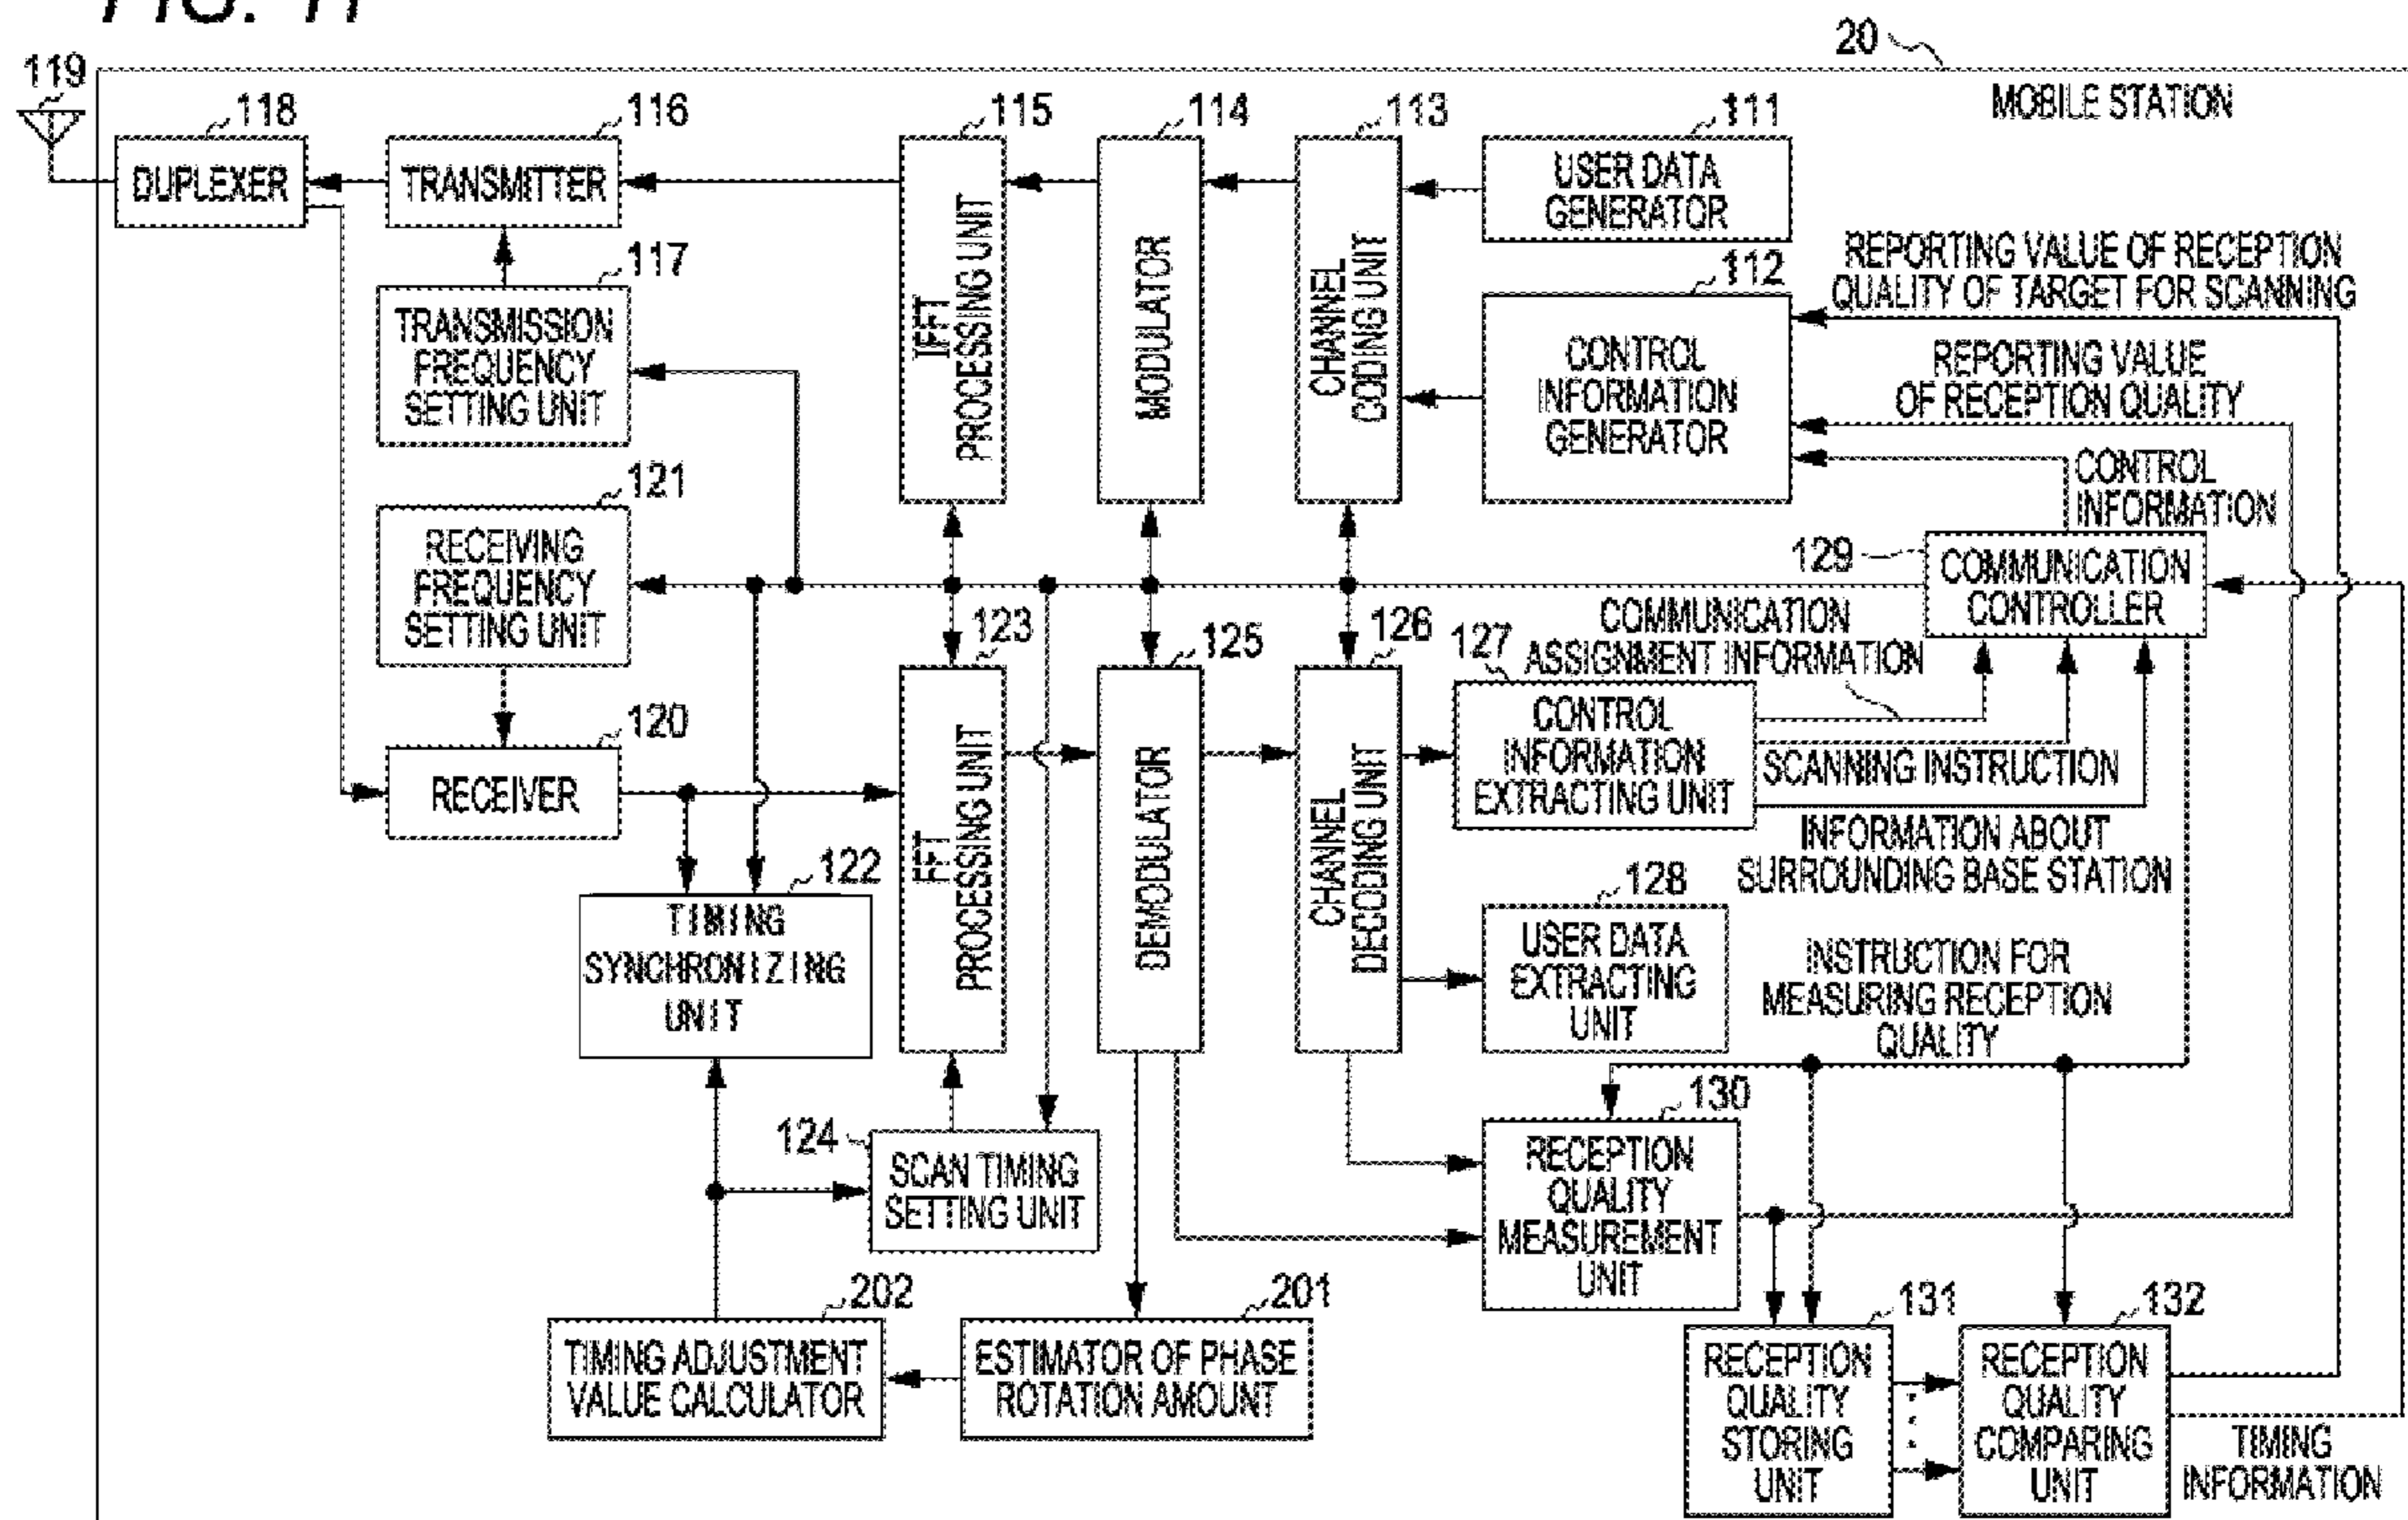 FIG. 11
20
MOBILE STATION
119
118
DUPLEXER
116
TRANSMITTER
115
IFFT
PROCESSING UNIT
114
MODULATOR
113
CHANNEL
CODING UNIT
111
USER DATA
GENERATOR
117
TRANSMISSION
FREQUENCY
SETTING UNIT
112
CONTROL
INFORMATION
GENERATOR
REPORTING VALUE OF RECEPTION
QUALITY OF TARGET FOR SCANNING
REPORTING VALUE
OF RECEPTION QUALITY
CONTROL
INFORMATION
121
RECEIVING
FREQUENCY
SETTING UNIT
129
COMMUNICATION
CONTROLLER
120
RECEIVER
123
FFT
PROCESSING UNIT
125
DEMODULATOR
126
CHANNEL
DECODING UNIT
COMMUNICATION
ASSIGNMENT INFORMATION
127
CONTROL
INFORMATION
EXTRACTING UNIT
SCANNING INSTRUCTION
INFORMATION ABOUT
SURROUNDING BASE STATION
122
TIMING
SYNCHRONIZING
UNIT
128
USER DATA
EXTRACTING
UNIT
INSTRUCTION FOR
MEASURING RECEPTION
QUALITY
124
SCAN TIMING
SETTING UNIT
130
RECEPTION
QUALITY
MEASUREMENT
UNIT
202
TIMING ADJUSTMENT
VALUE CALCULATOR
201
ESTIMATOR OF PHASE
ROTATION AMOUNT
131
RECEPTION
QUALITY
STORING
UNIT
132
RECEPTION
QUALITY
COMPARING
UNIT
TIMING
INFORMATION